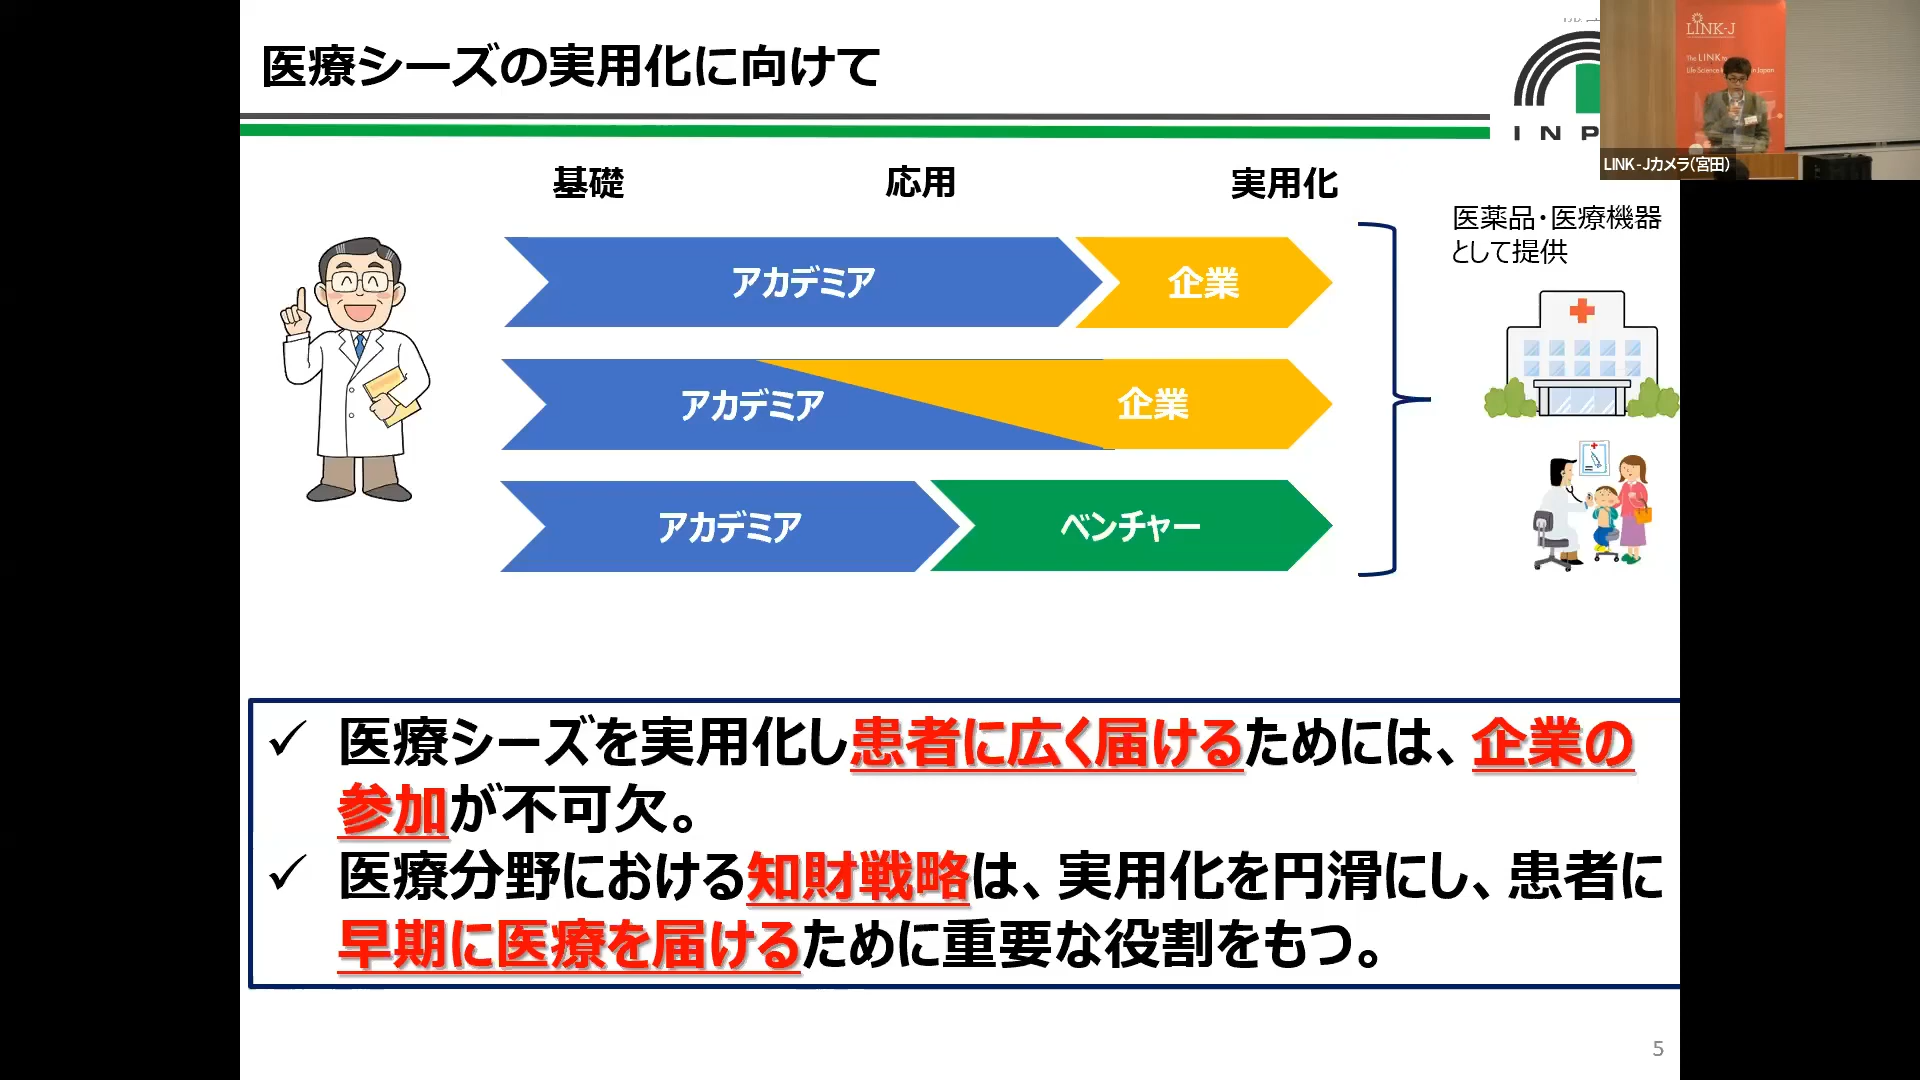 医療シーズの実用化に向けて
INP
LINK-J
The LINK
Life Science
n Japan
LINK-Jカメラ(宮田)
基礎
応用
実用化
アカデミア
企業
アカデミア
企業
アカデミア
ベンチャー
医薬品・医療機器
として提供
✓ 医療シーズを実用化し患者に広く届けるためには、企業の
参加が不可欠。
✓ 医療分野における知財戦略は、実用化を円滑にし、患者に
早期に医療を届けるために重要な役割をもつ。
5